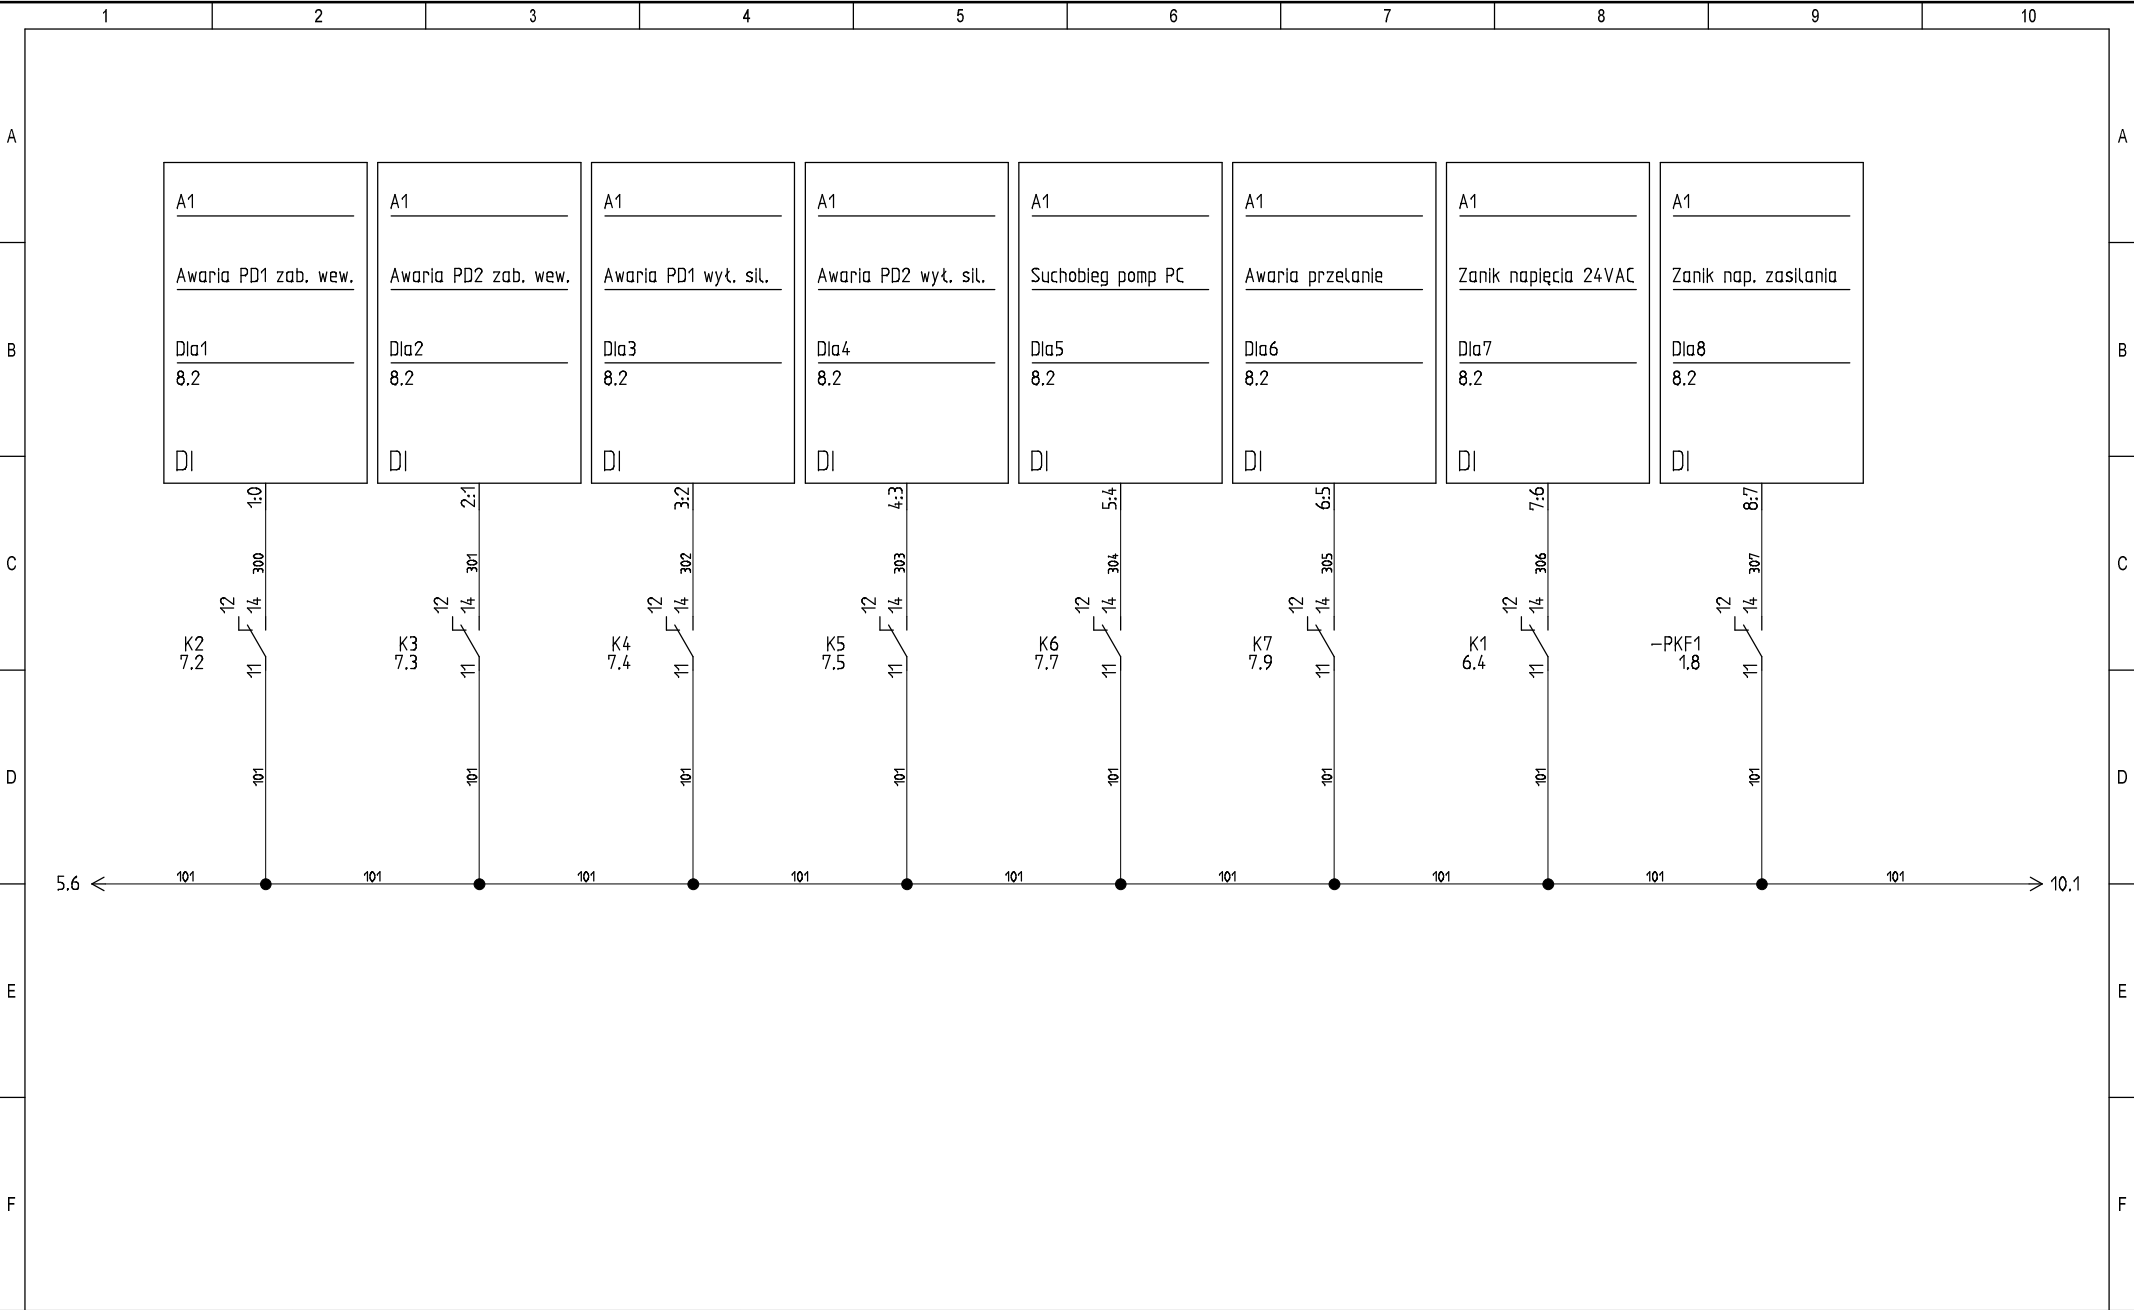 1 2 3 4 5 6 7 8 9 10
A A
A1 A1 A1 A1 A1 A1 A1 A1
Awaria PD1 zab. wew. Awaria PD2 zab. wew. Awaria PD1 wył. sil. Awaria PD2 wył. sil. Suchobieg pomp PC Awaria przelanie Zanik napięcia 24VAC Zanik nap. zasilania
B DIa1 DIa2 DIa3 DIa4 DIa5 DIa6 DIa7 DIa8 B
8.2 8.2 8.2 8.2 8.2 8.2 8.2 8.2
DI DI DI DI DI DI DI DI
1:0 2:1 3:2 4:3 5:4 6:5 7:6 8:7
C 300 301 302 303 304 305 306 307 C
12 14 12 14 12 14 12 14 12 14 12 14 12 14 12 14
K2 K3 K4 K5 K6 K7 K1 -PKF1
7.2 11 7.3 11 7.4 11 7.5 11 7.7 11 7.9 11 6.4 11 1.8 11
D 101 101 101 101 101 101 101 101 D
101 101 101 101 101 101 101 101 101
5.6 10.1
E E
F F